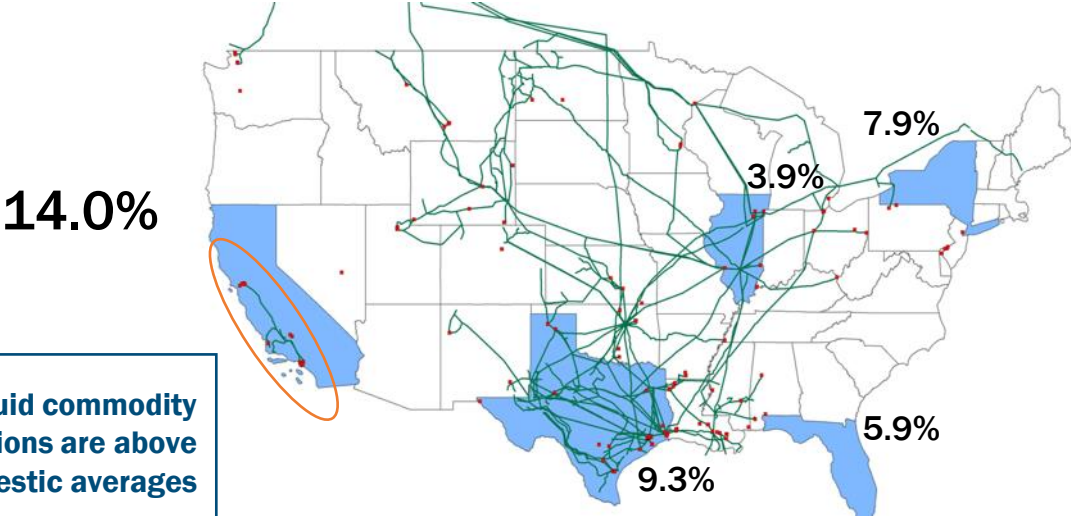 7.9%
3.9%
14.0%
uid commodity
ions are above
estic averages
5.9%
9.3%